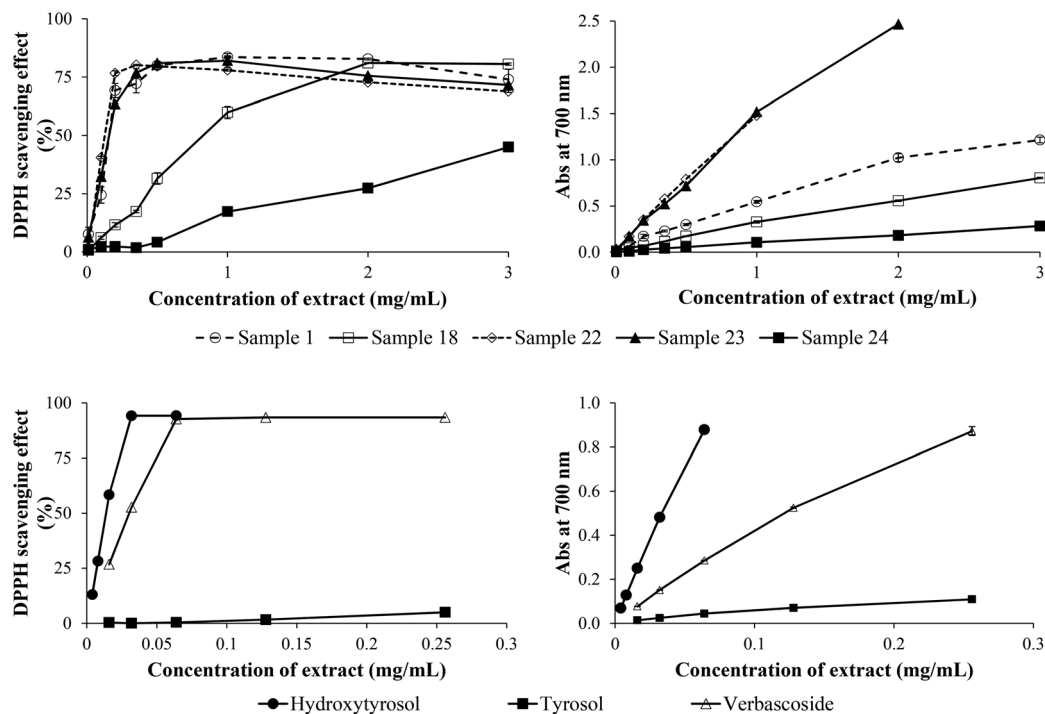 DPPH scavenging effect
(%)
100
75
50
25
0
0
1
2
3
Concentration of extract (mg/mL)
Abs at 700 nm
2.5
2.0
1.5
1.0
0.5
0.0
0
1
2
3
Concentration of extract (mg/mL)
Sample 1
Sample 18
Sample 22
Sample 23
Sample 24
DPPH scavenging effect
(%)
100
75
50
25
0
0
0.05
0.1
0.15
0.2
0.25
0.3
Concentration of extract (mg/mL)
Abs at 700 nm
1.0
0.8
0.6
0.4
0.2
0.0
0
0.1
0.2
0.3
Concentration of extract (mg/mL)
Hydroxytyrosol
Tyrosol
Verbascoside